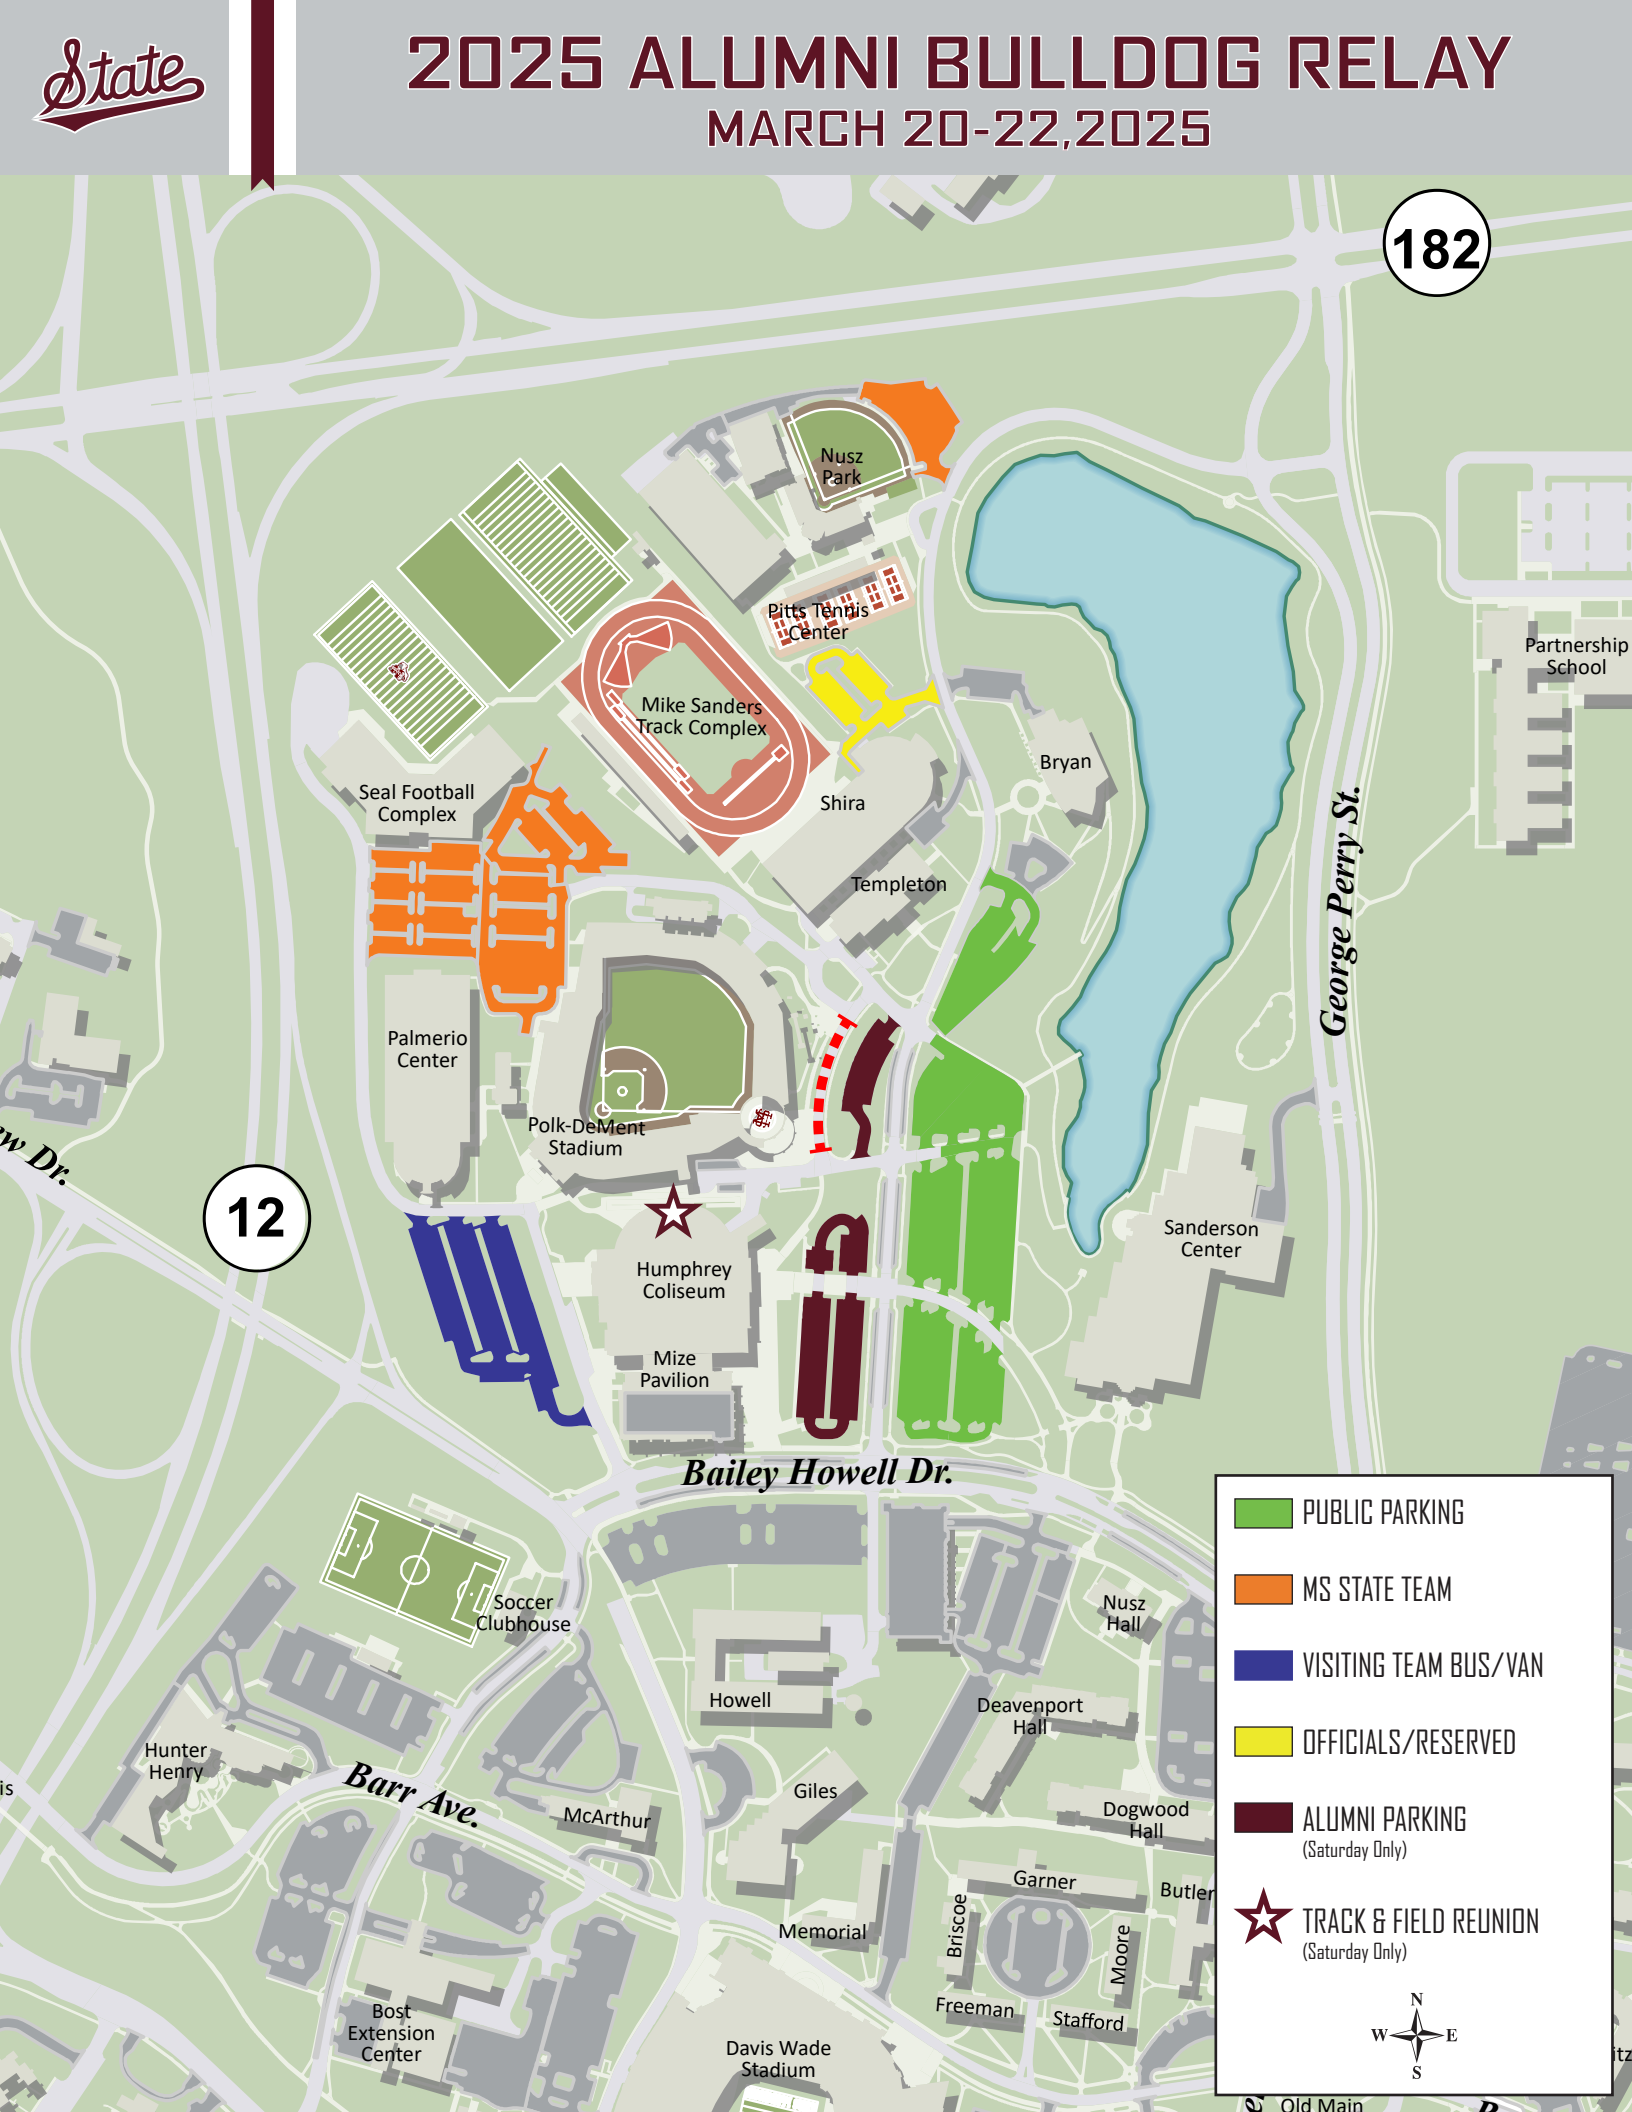 State
2025 ALUMNI BULLDOG RELAY
MARCH 20-22,2025
182
Nusz
Park
Pitts Tennis
Center
Partnership
School
Mike Sanders
Track Complex
Bryan
Seal Football
Complex
Shira
George Perry St.
Templeton
Palmerio
Center
Polk-DeMent
Stadium
ew Dr.
12
Sanderson
Center
Humphrey
Coliseum
Mize
Pavilion
Bailey Howell Dr.
Soccer
Clubhouse
Nusz
Hall
Howell
Deavenport
Hall
Hunter
Henry
is
Barr Ave.
Giles
McArthur
Dogwood
Hall
Garner
Butler
Briscoe
Memorial
Moore
Freeman
Stafford
Bost
Extension
Center
Davis Wade
Stadium
Old Main
PUBLIC PARKING
MS STATE TEAM
VISITING TEAM BUS/VAN
OFFICIALS/RESERVED
ALUMNI PARKING
(Saturday Only)
TRACK & FIELD REUNION
(Saturday Only)
N
W E
S
itz